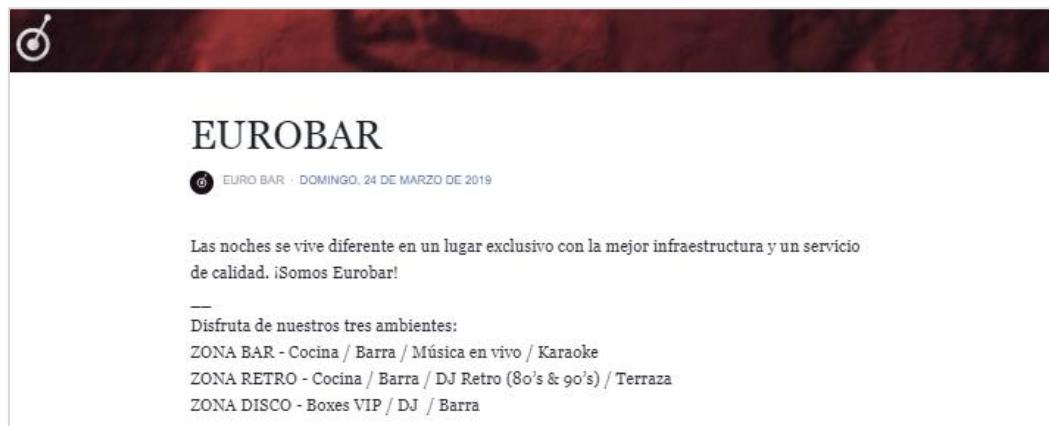 EUROBAR
EURO BAR · DOMINGO, 24 DE MARZO DE 2019
Las noches se vive diferente en un lugar exclusivo con la mejor infraestructura y un servicio
de calidad. ¡Somos Eurobar!
__
Disfruta de nuestros tres ambientes:
ZONA BAR - Cocina / Barra / Música en vivo / Karaoke
ZONA RETRO - Cocina / Barra / DJ Retro (80’s & 90’s) / Terraza
ZONA DISCO - Boxes VIP / DJ  / Barra